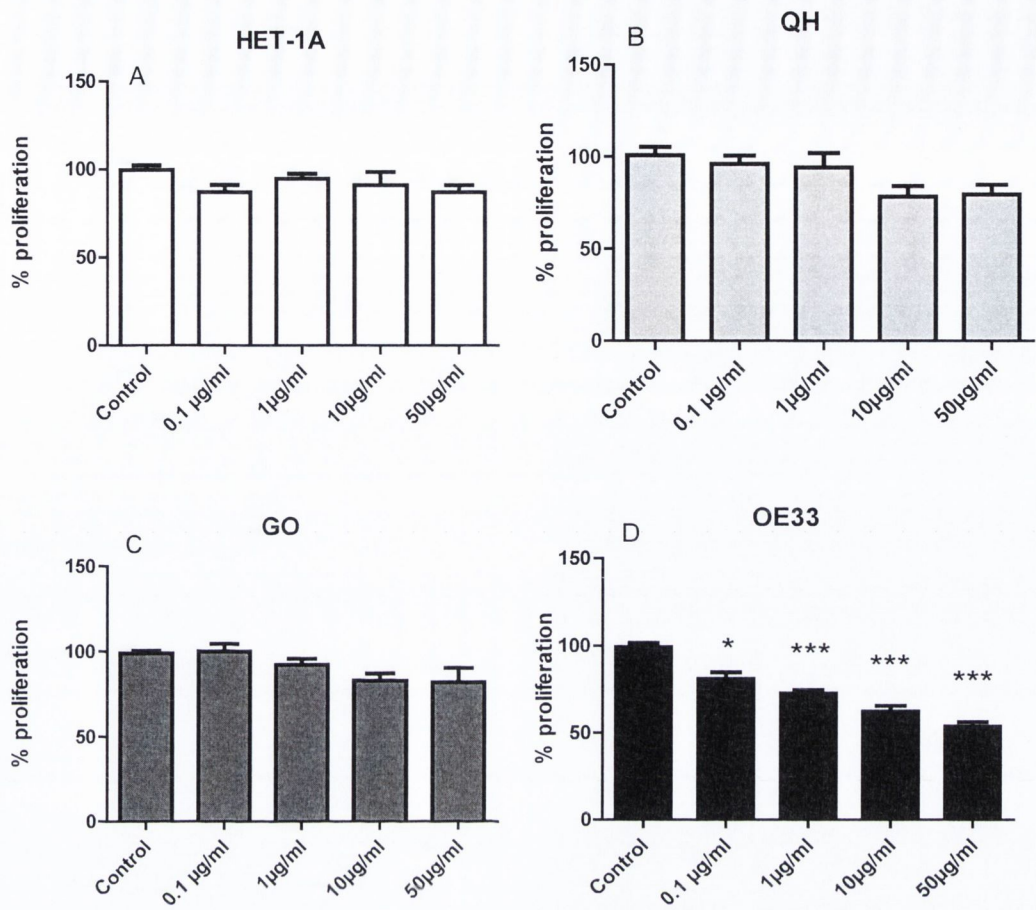 HET-1A
A
% proliferation
150
100
50
0
Control
0.1 µg/ml
1µg/ml
10µg/ml
50µg/ml
QH
B
% proliferation
150
100
50
0
Control
0.1 µg/ml
1µg/ml
10µg/ml
50µg/ml
GO
C
% proliferation
150
100
50
0
Control
0.1 µg/ml
1µg/ml
10µg/ml
50µg/ml
OE33
D
% proliferation
150
100
50
0
* *** *** ***
Control
0.1 µg/ml
1µg/ml
10µg/ml
50µg/ml